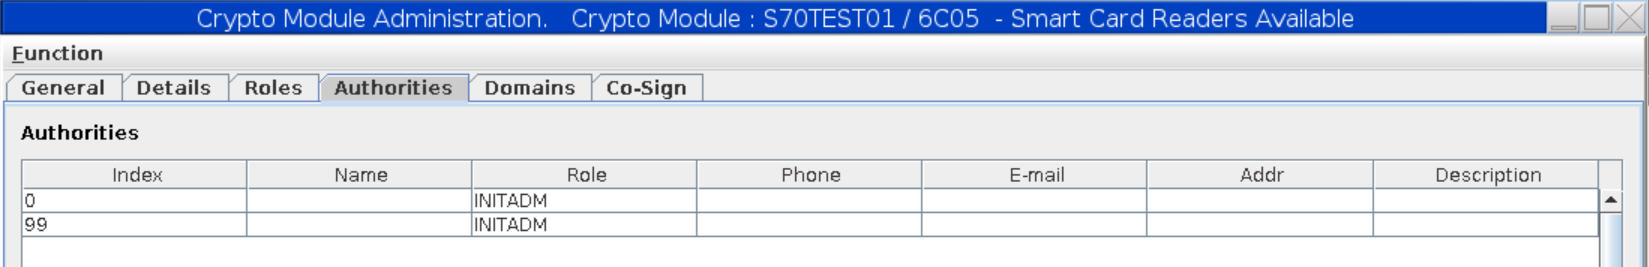 Crypto Module Administration.   Crypto Module : S70TEST01 / 6C05  - Smart Card Readers Available
Function
General Details Roles Authorities Domains Co-Sign
Authorities
Index Name Role Phone E-mail Addr Description
0 INITADM
99 INITADM